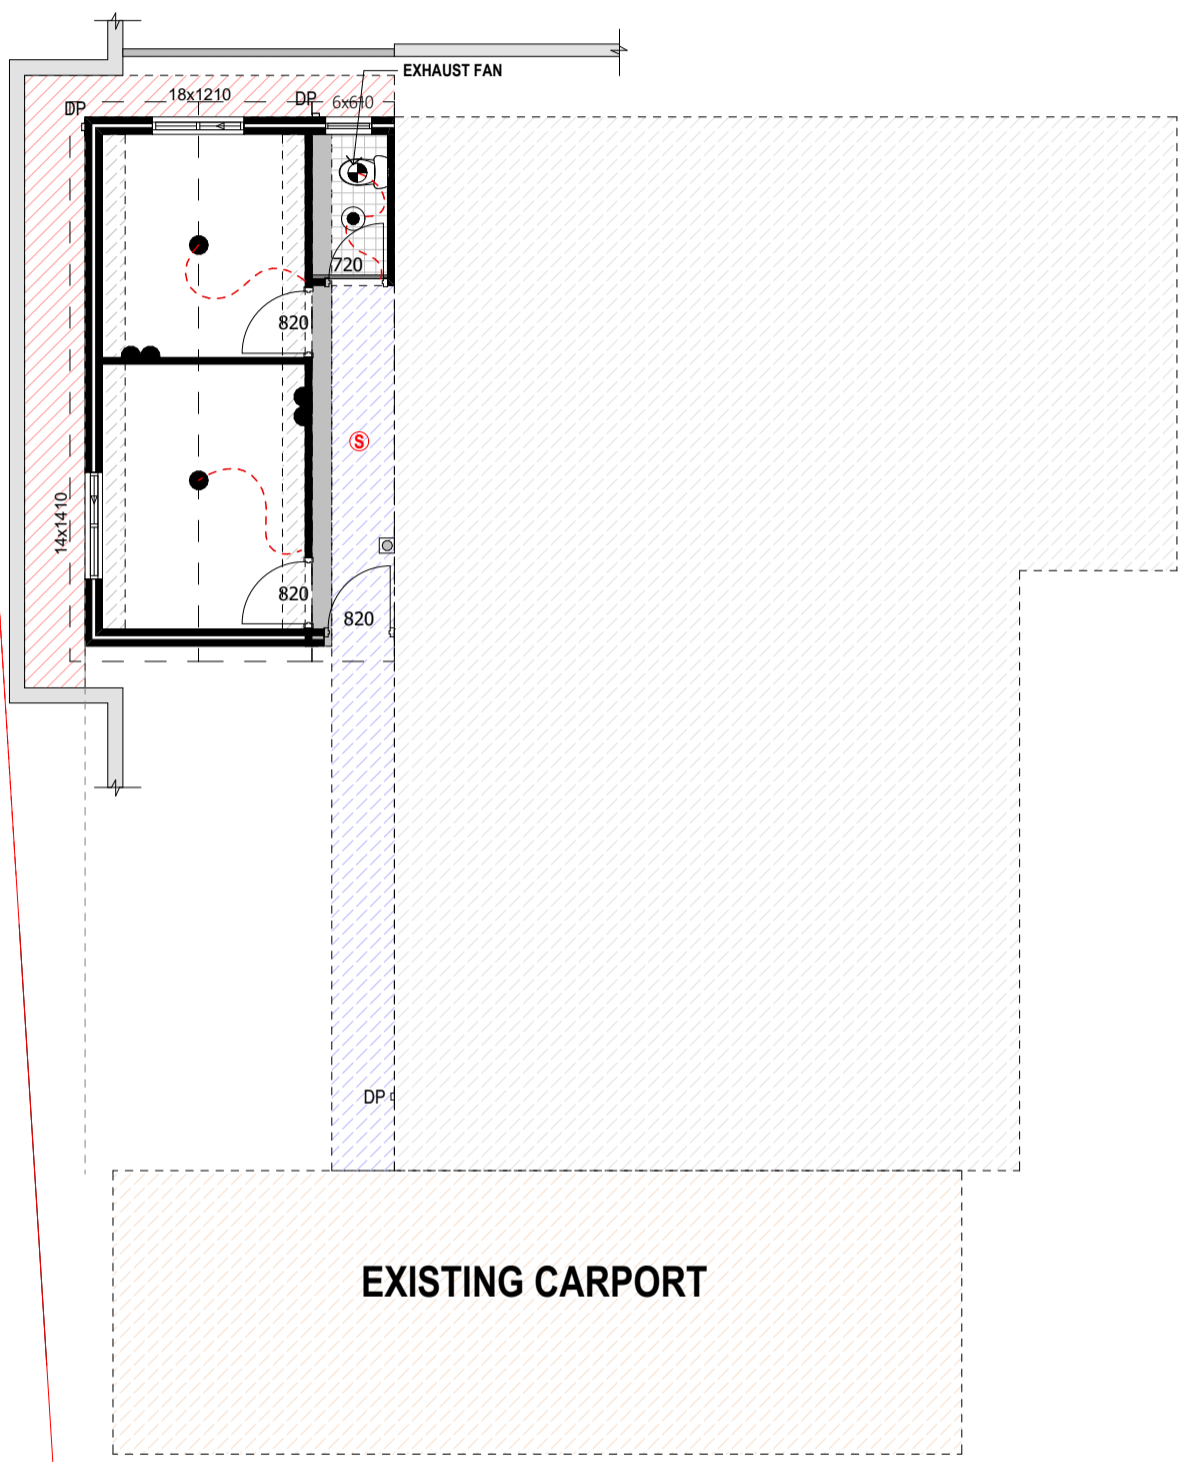 EXHAUST FAN
DP
18x1210
DP
6x610
720
820
S
14x1410
820
820
DP
EXISTING CARPORT